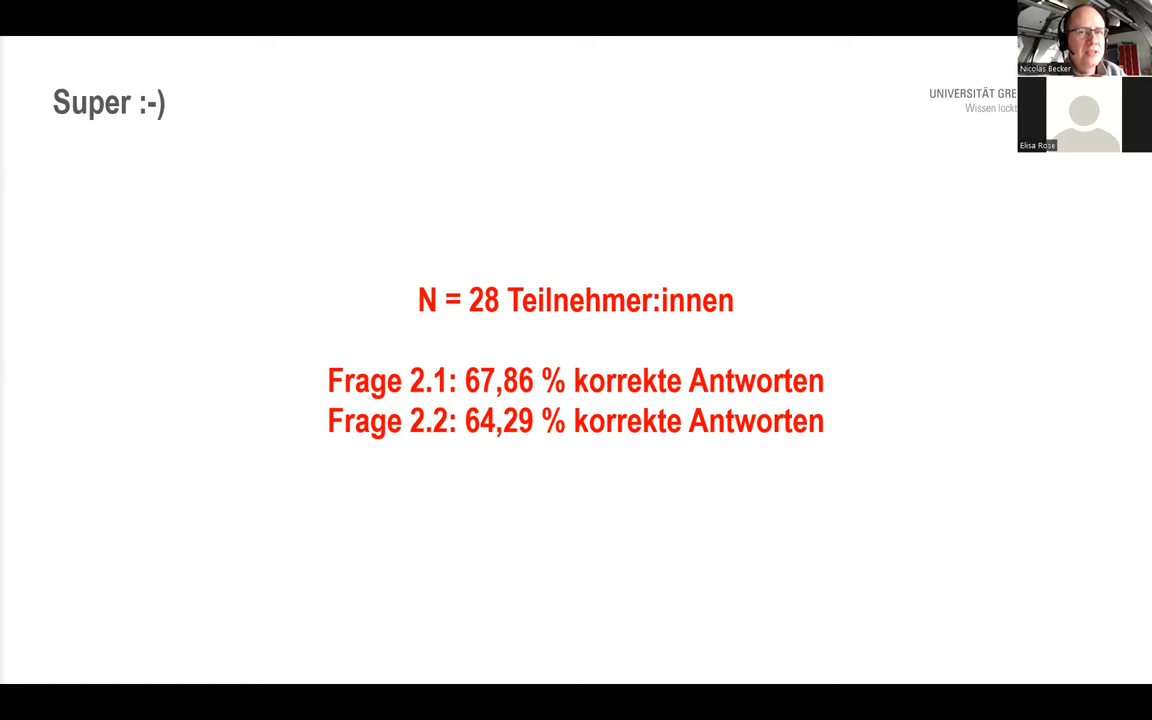 Super :-)
UNIVERSITÄT GRE
Wissen lockt
Nicolas Becker
Elisa Rose
N = 28 Teilnehmer:innen
Frage 2.1: 67,86 % korrekte Antworten
Frage 2.2: 64,29 % korrekte Antworten